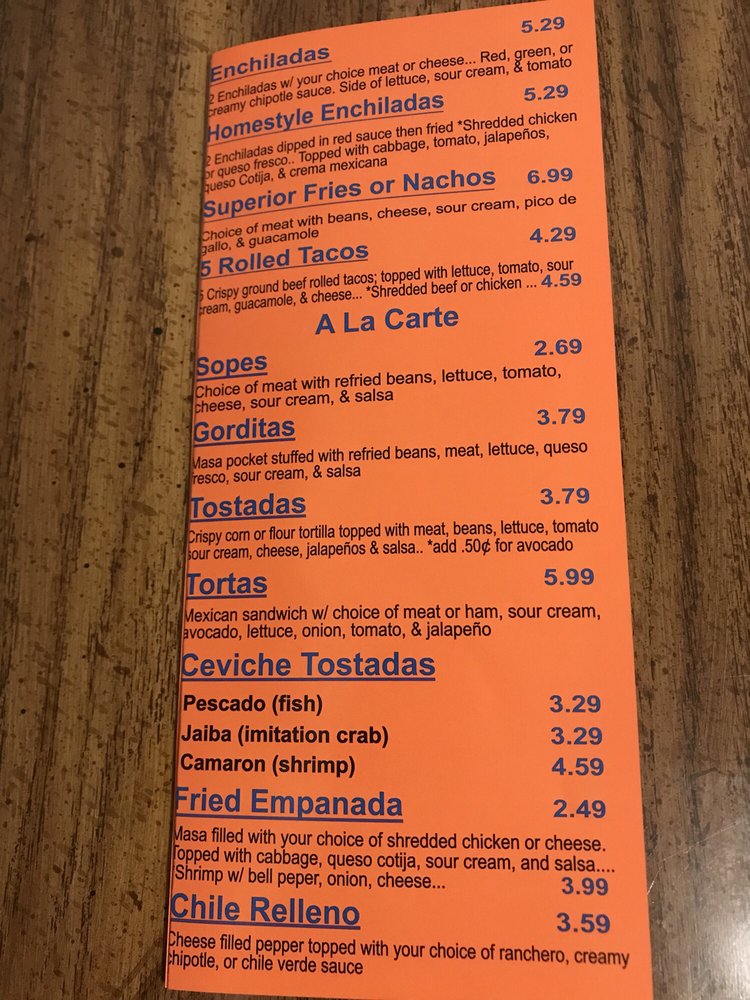 Enchiladas 5.29
2 Enchiladas w/ your choice meat or cheese... Red, green, or
creamy chipotle sauce. Side of lettuce, sour cream, & tomato
Homestyle Enchiladas 5.29
2 Enchiladas dipped in red sauce then fried *Shredded chicken
or queso fresco.. Topped with cabbage, tomato, jalapeños,
queso Cotija, & crema mexicana
Superior Fries or Nachos 6.99
Choice of meat with beans, cheese, sour cream, pico de
gallo, & guacamole
5 Rolled Tacos 4.29
5 Crispy ground beef rolled tacos; topped with lettuce, tomato, sour
cream, guacamole, & cheese... *Shredded beef or chicken ... 4.59
A La Carte
Sopes 2.69
Choice of meat with refried beans, lettuce, tomato,
cheese, sour cream, & salsa
Gorditas 3.79
Masa pocket stuffed with refried beans, meat, lettuce, queso
fresco, sour cream, & salsa
Tostadas 3.79
Crispy corn or flour tortilla topped with meat, beans, lettuce, tomato
sour cream, cheese, jalapeños & salsa.. *add .50¢ for avocado
Tortas 5.99
Mexican sandwich w/ choice of meat or ham, sour cream,
avocado, lettuce, onion, tomato, & jalapeño
Ceviche Tostadas
Pescado (fish) 3.29
Jaiba (imitation crab) 3.29
Camaron (shrimp) 4.59
Fried Empanada 2.49
Masa filled with your choice of shredded chicken or cheese.
Topped with cabbage, queso cotija, sour cream, and salsa....
*Shrimp w/ bell peper, onion, cheese... 3.99
Chile Relleno 3.59
Cheese filled pepper topped with your choice of ranchero, creamy
chipotle, or chile verde sauce